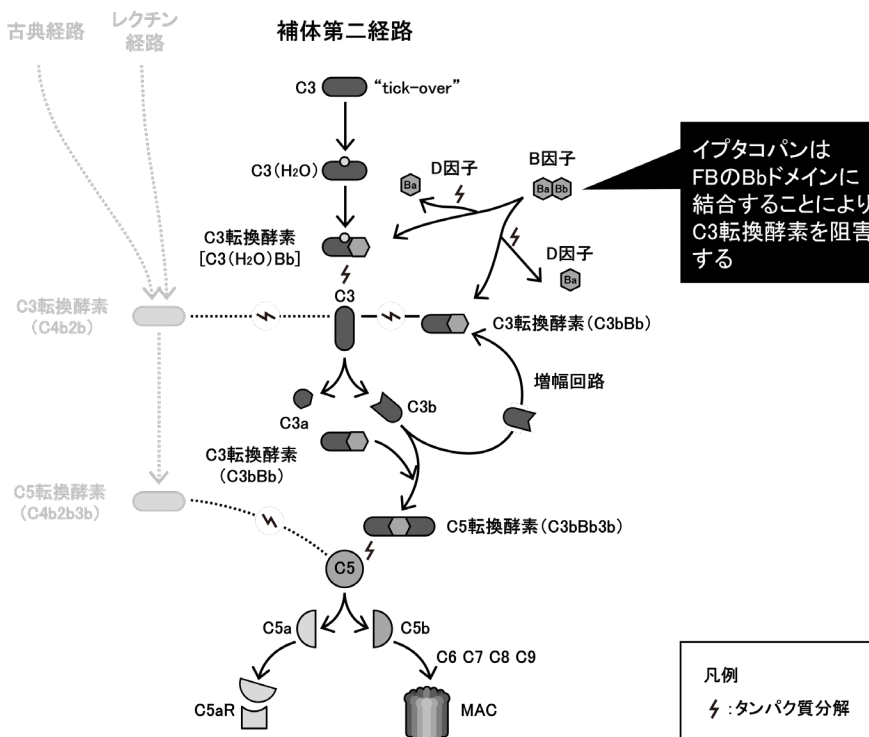 古典経路
レクチン
経路
補体第二経路
C3
“tick-over”
C3(H₂O)
D因子
Ba
B因子
Ba Bb
イプタコパンは
FBのBbドメインに
結合することにより
C3転換酵素を阻害
する
C3転換酵素
[C3(H₂O)Bb]
D因子
Ba
C3
C3転換酵素
(C4b2b)
C3転換酵素(C3bBb)
増幅回路
C3a
C3b
C3転換酵素
(C3bBb)
C5転換酵素
(C4b2b3b)
C5転換酵素(C3bBb3b)
C5
C5a
C5b
C6 C7 C8 C9
C5aR
MAC
凡例
:タンパク質分解